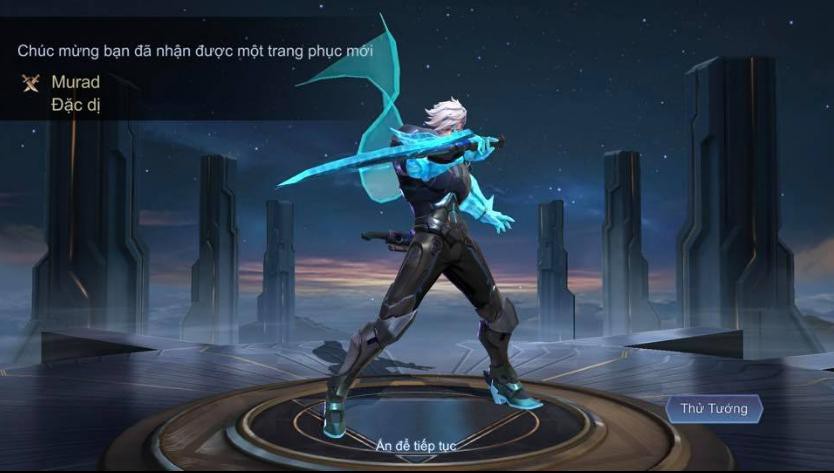 Chúc mừng bạn đã nhận được một trang phục mới
Murad
Đặc dị
Thử Tướng
Ấn để tiếp tục